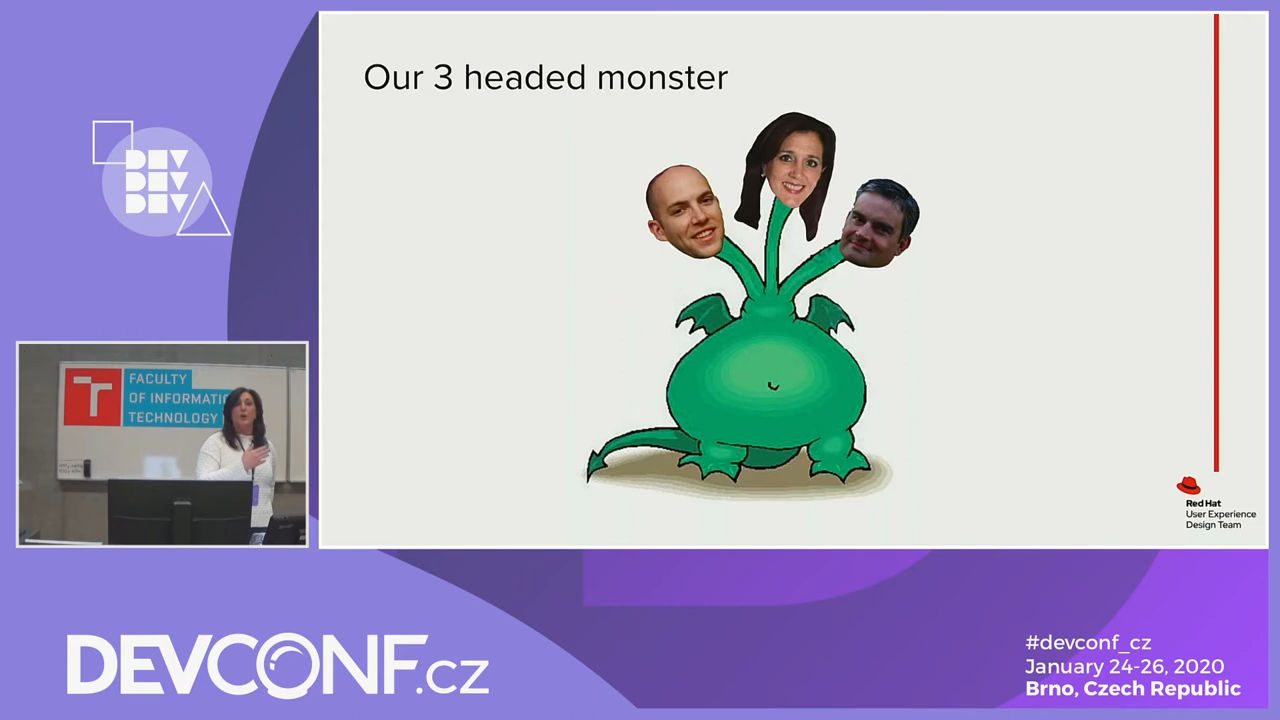 Our 3 headed monster
DEV
DEV
DEV
FACULTY
OF INFORMATIO
TECHNOLOGY
Red Hat
User Experience
Design Team
DEVCONF.cz
#devconf_cz
January 24-26, 2020
Brno, Czech Republic